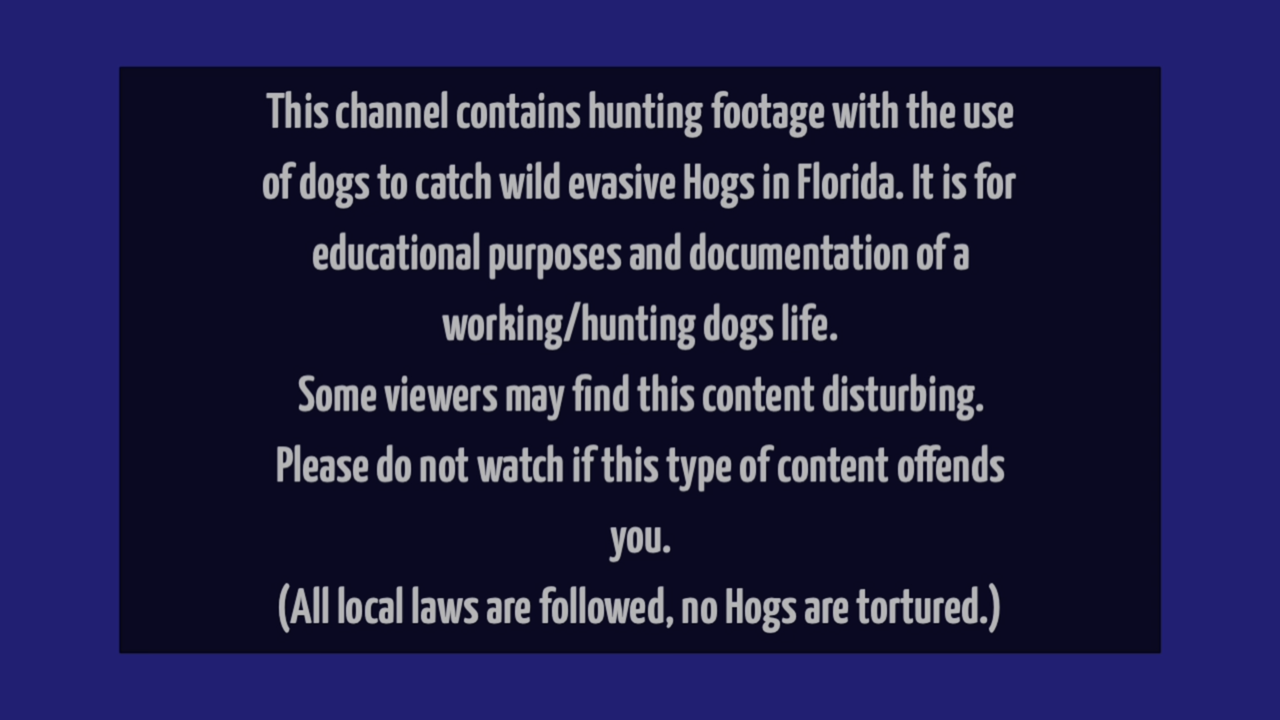 This channel contains hunting footage with the use
of dogs to catch wild evasive Hogs in Florida. It is for
educational purposes and documentation of a
working/hunting dogs life.
Some viewers may find this content disturbing.
Please do not watch if this type of content offends
you.
(All local laws are followed, no Hogs are tortured.)